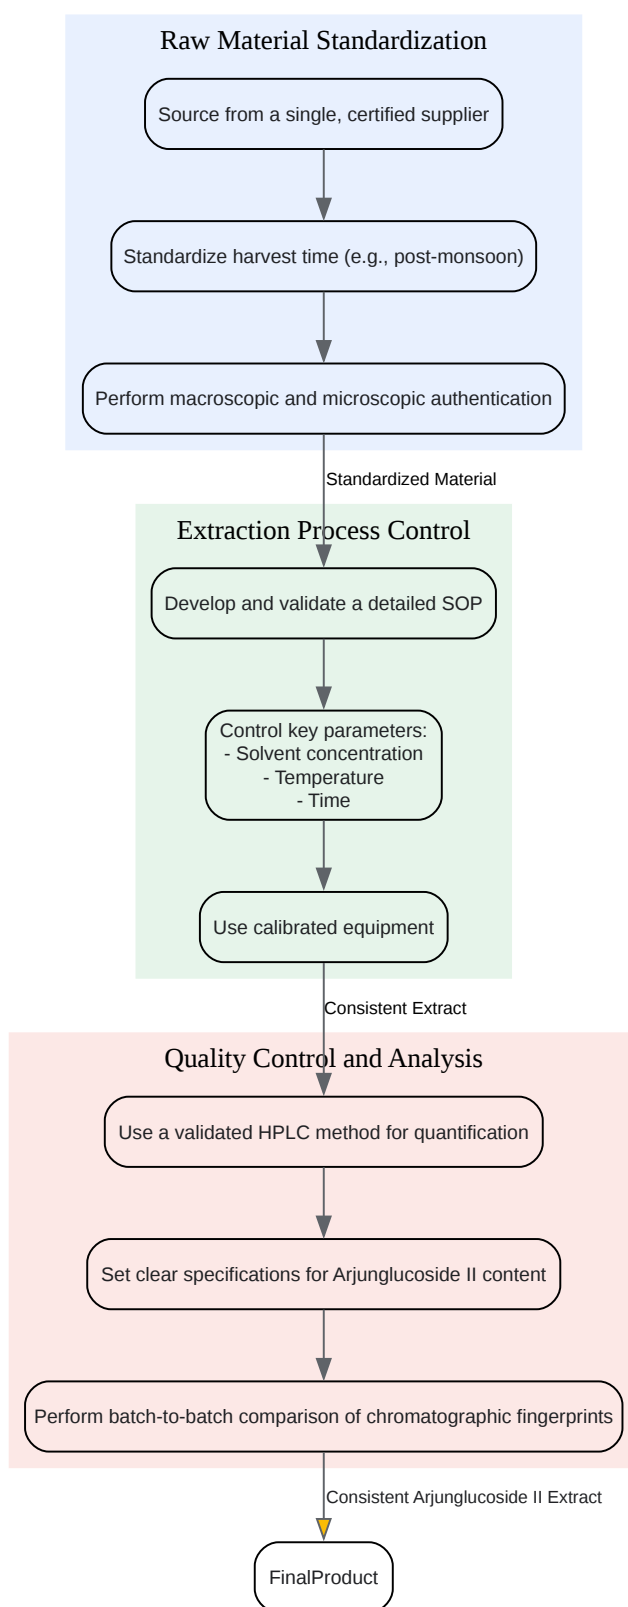 Raw Material Standardization
Source from a single, certified supplier
Standardize harvest time (e.g., post-monsoon)
Perform macroscopic and microscopic authentication
Standardized Material
Extraction Process Control
Develop and validate a detailed SOP
Control key parameters:
- Solvent concentration
- Temperature
- Time
Use calibrated equipment
Consistent Extract
Quality Control and Analysis
Use a validated HPLC method for quantification
Set clear specifications for Arjunglucoside II content
Perform batch-to-batch comparison of chromatographic fingerprints
Consistent Arjunglucoside II Extract
FinalProduct